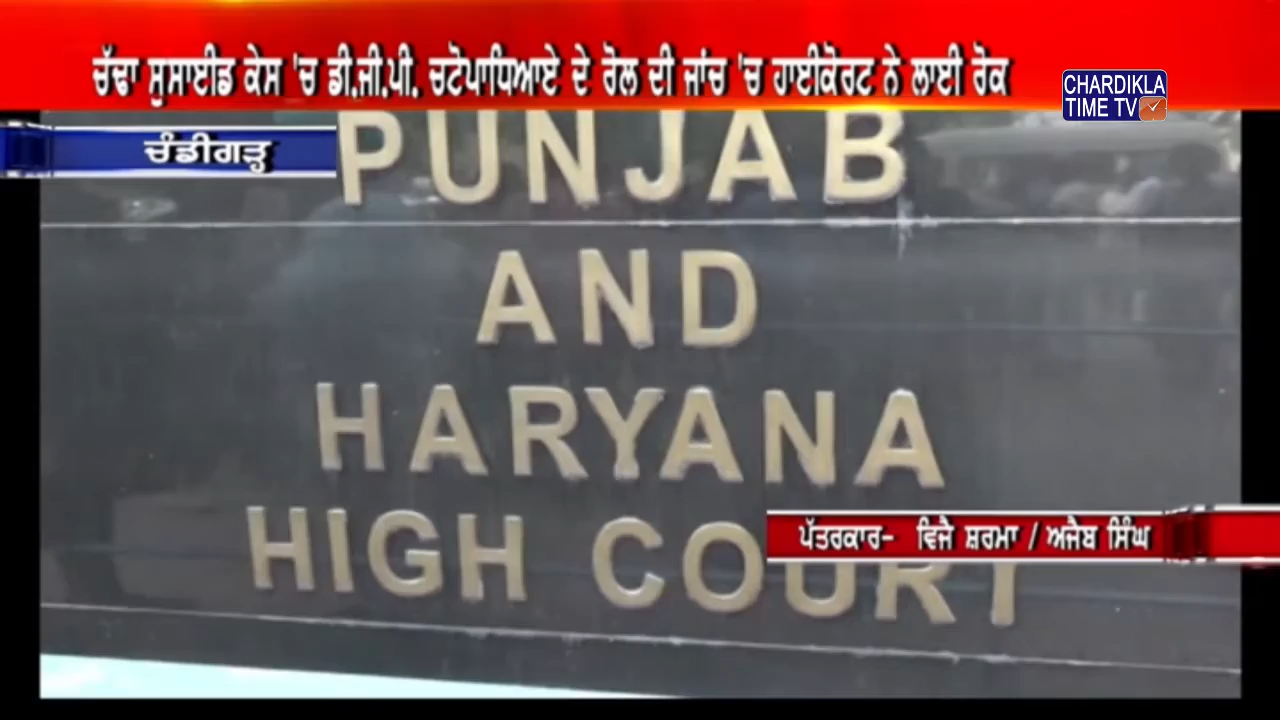 ਚੱਢਾ ਸੁਸਾਈਡ ਕੇਸ 'ਚ ਡੀ.ਜੀ.ਪੀ. ਚਟੋਪਾਧਿਆਏ ਦੇ ਰੋਲ ਦੀ ਜਾਂਚ 'ਚ ਹਾਈਕੋਰਟ ਨੇ ਲਾਈ ਰੋਕ
CHARDIKLA
TIME TV
ਚੰਡੀਗੜ੍ਹ
PUNJAB
AND
HARYANA
HIGH COURT
ਪੱਤਰਕਾਰ- ਵਿਜੈ ਸ਼ਰਮਾ / ਅਜੈਬ ਸਿੰਘ